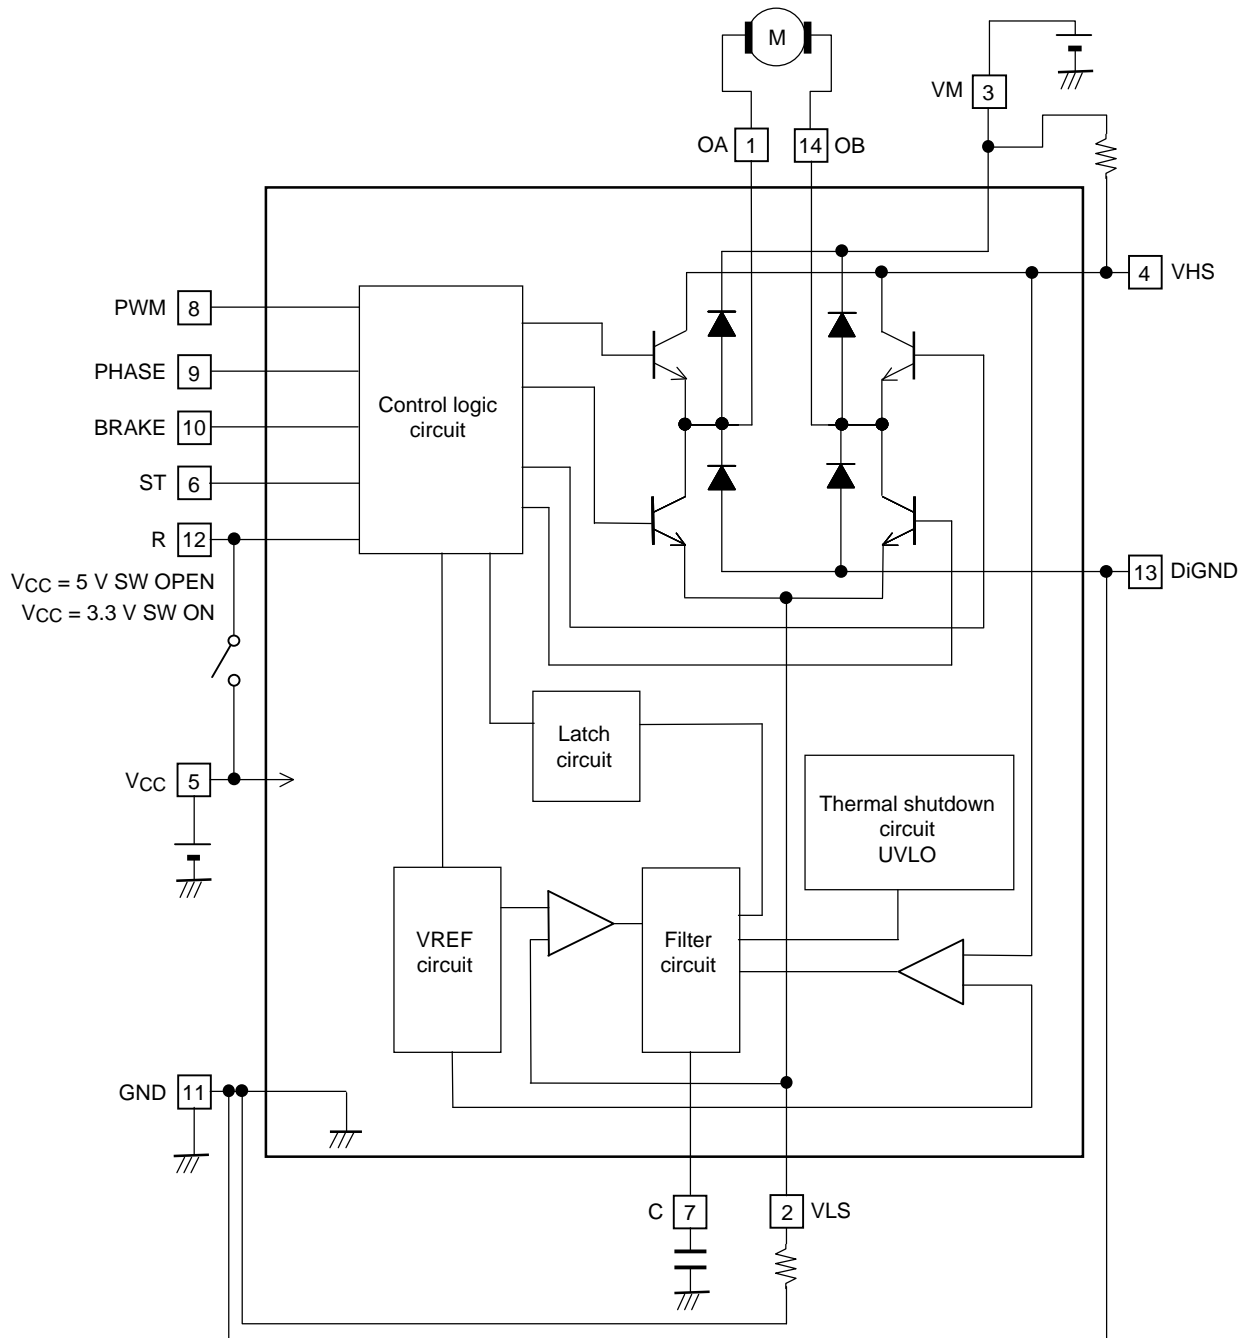 M
VM 3
OA 1
14 OB
4 VHS
PWM 8
PHASE 9
BRAKE 10
ST 6
R 12
Control logic
circuit
VCC = 5 V SW OPEN
VCC = 3.3 V SW ON
13 DiGND
Latch
circuit
VCC 5
Thermal shutdown
circuit
UVLO
VREF
circuit
Filter
circuit
GND 11
C 7
2 VLS